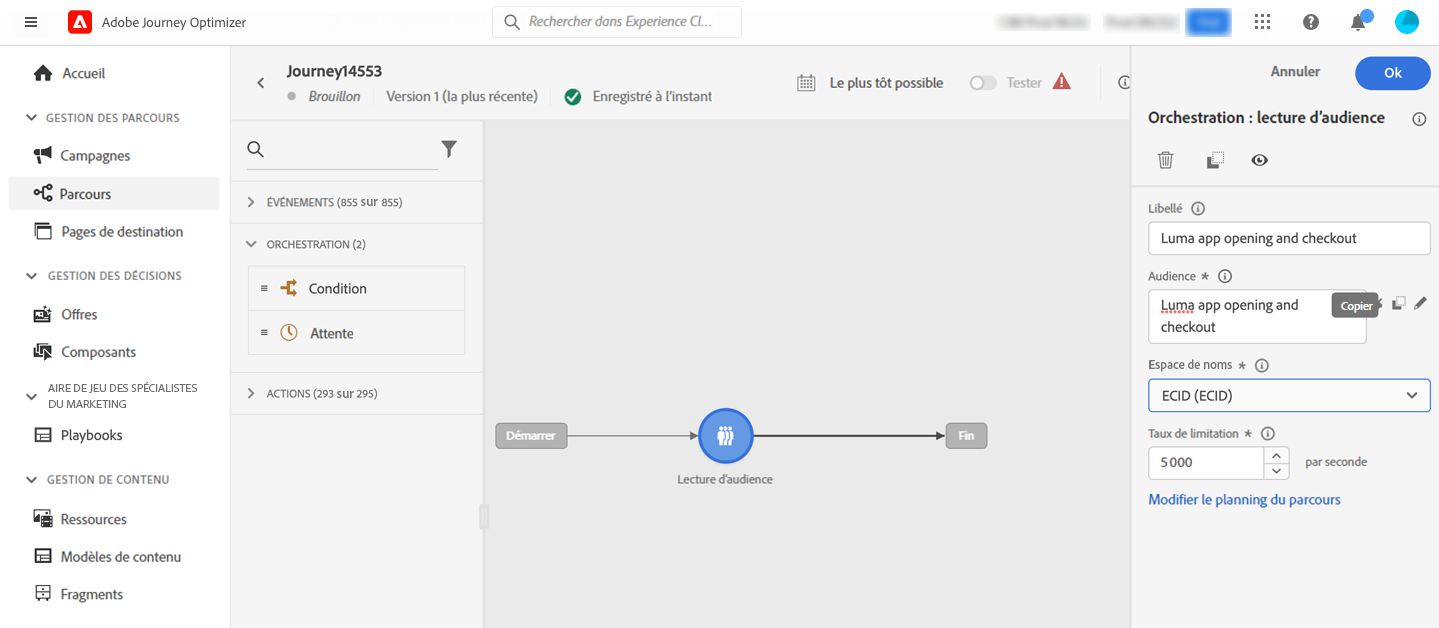 Adobe Journey Optimizer
Rechercher dans Experience Cl...
Accueil
GESTION DES PARCOURS
Campagnes
Parcours
Pages de destination
GESTION DES DÉCISIONS
Offres
Composants
AIRE DE JEU DES SPÉCIALISTES
DU MARKETING
Playbooks
GESTION DE CONTENU
Ressources
Modèles de contenu
Fragments
Journey14553
Brouillon
Version 1 (la plus récente)
Enregistré à l'instant
Le plus tôt possible
Tester
ÉVÉNEMENTS (855 sur 855)
ORCHESTRATION (2)
Condition
Attente
ACTIONS (293 sur 295)
Démarrer
Lecture d'audience
Fin
Annuler
Ok
Orchestration : lecture d'audience
Libellé
Luma app opening and checkout
Audience *
Luma app opening and
checkout
Copier
Espace de noms *
ECID (ECID)
Taux de limitation *
5 000
par seconde
Modifier le planning du parcours